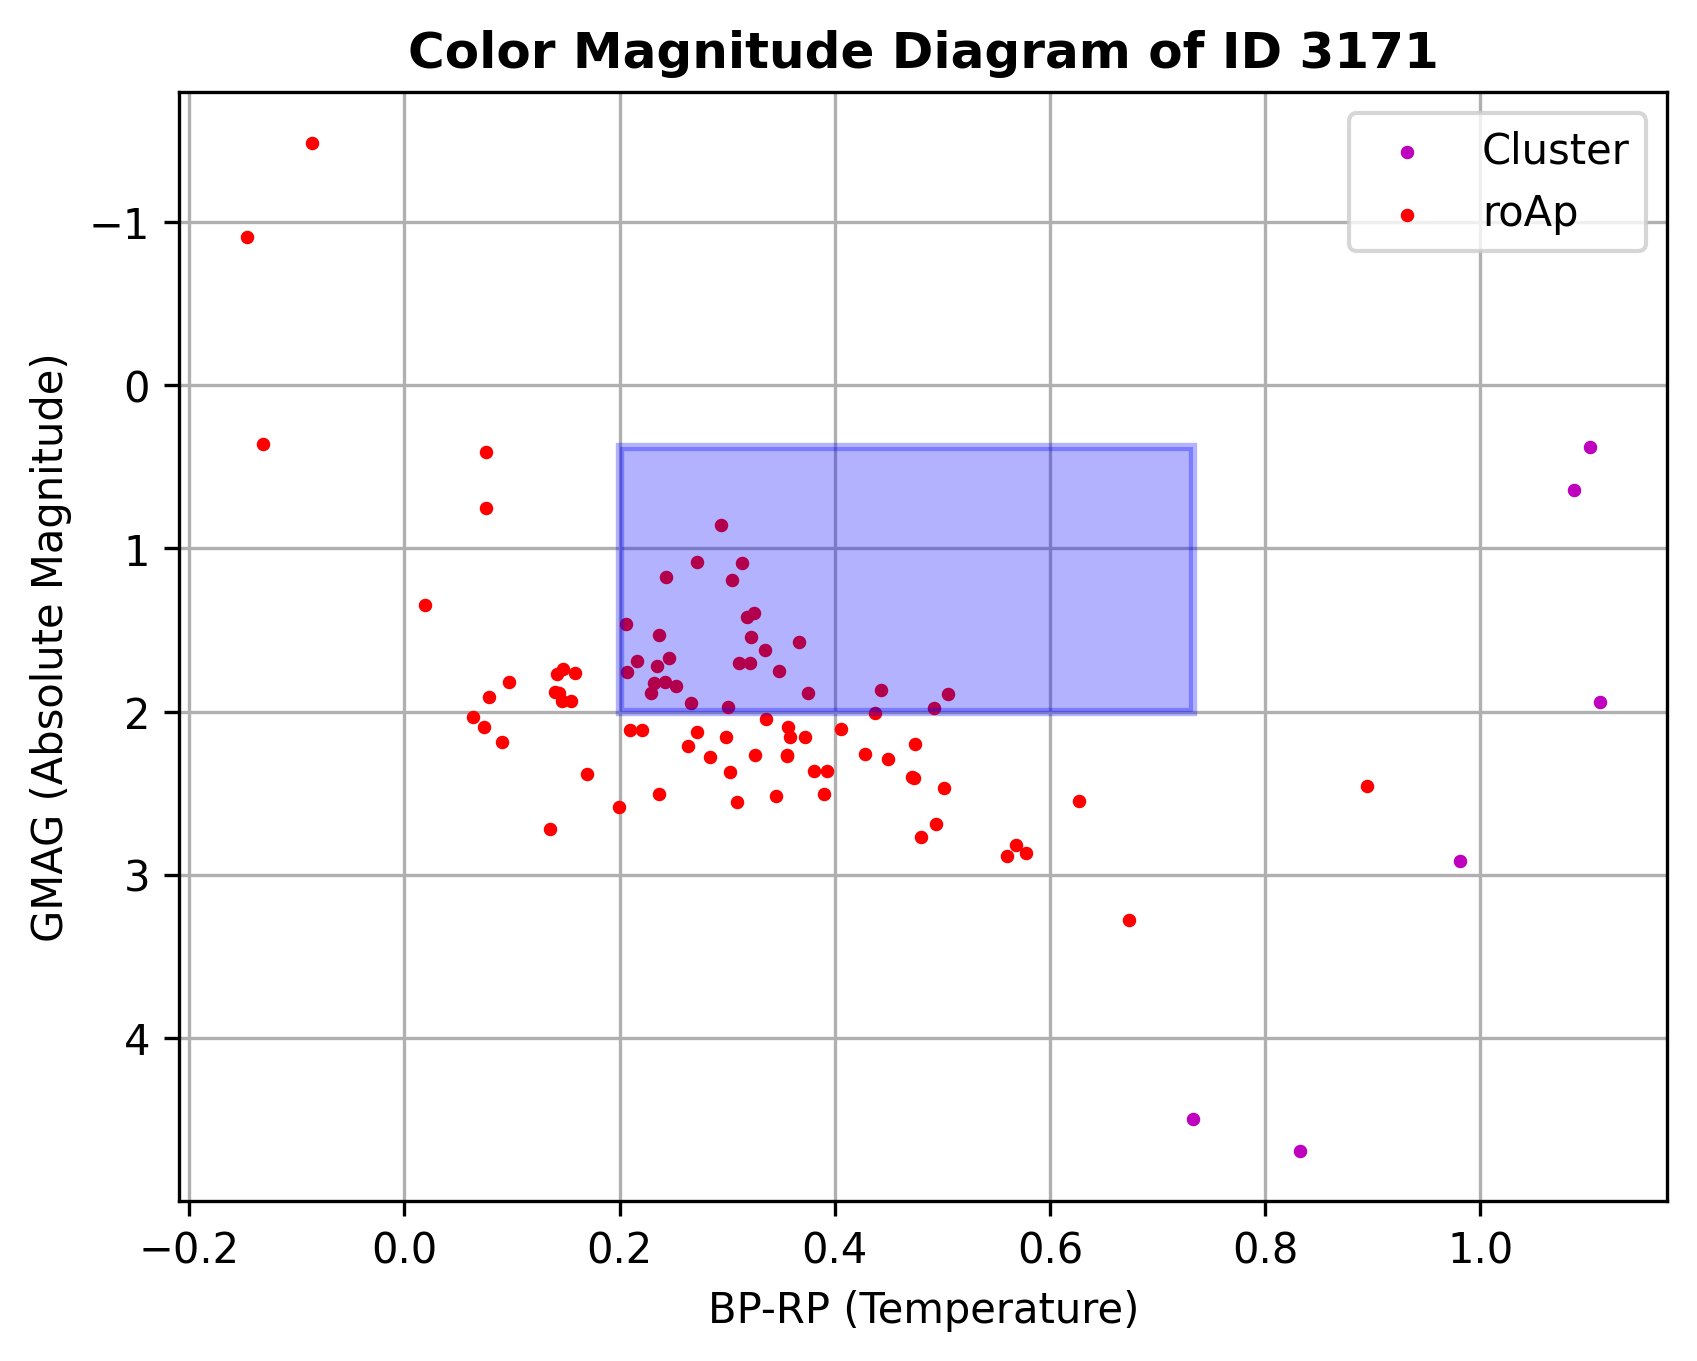 Color Magnitude Diagram of ID 3171
Cluster
roAp
−1
0
1
2
3
4
GMAG (Absolute Magnitude)
−0.2 0.0 0.2 0.4 0.6 0.8 1.0
BP-RP (Temperature)